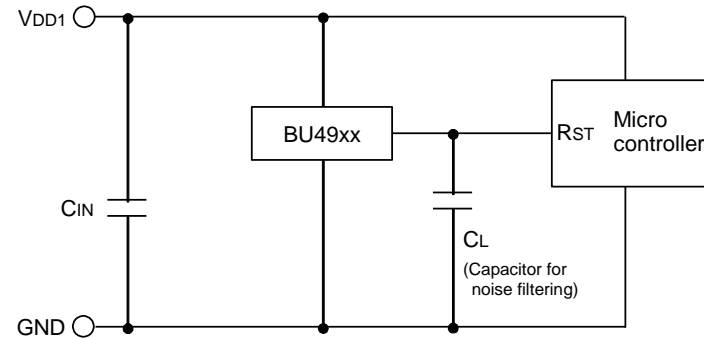 VDD1
BU49xx
RST
Micro
controller
CIN
CL
(Capacitor for
noise filtering)
GND